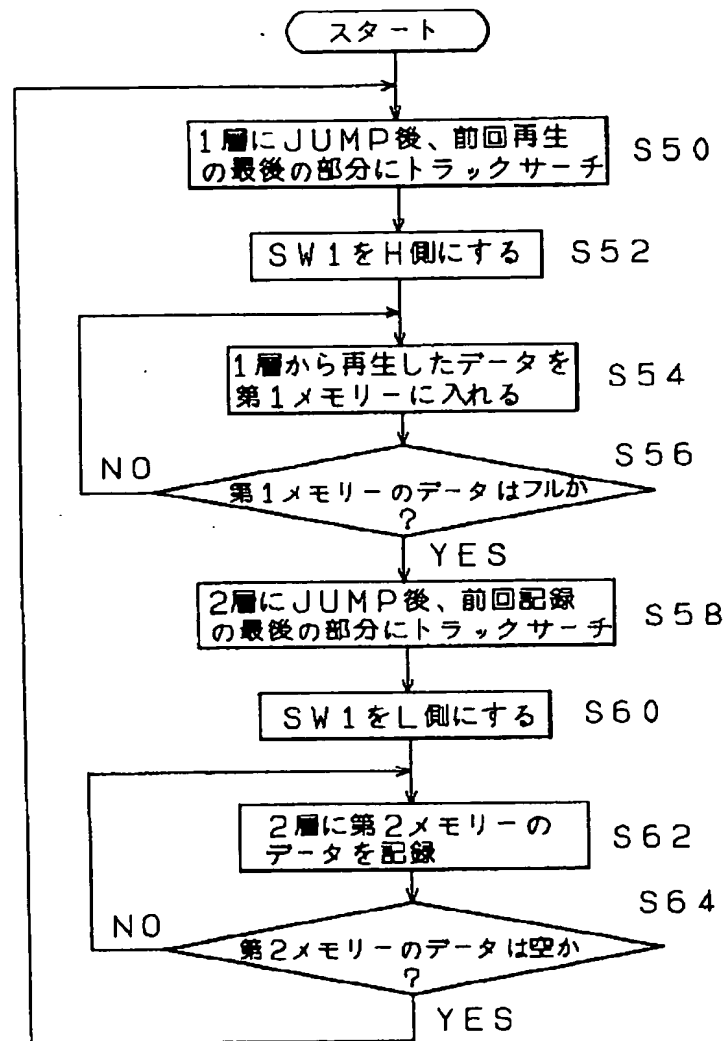 スタート
1層にJUMP後、前回再生
の最後の部分にトラックサーチ
S50
SW1をH側にする
S52
1層から再生したデータを
第1メモリーに入れる
S54
S56
NO
第1メモリーのデータはフルか
?
YES
2層にJUMP後、前回記録
の最後の部分にトラックサーチ
S58
SW1をL側にする
S60
2層に第2メモリーの
データを記録
S62
S64
NO
第2メモリーのデータは空か
?
YES